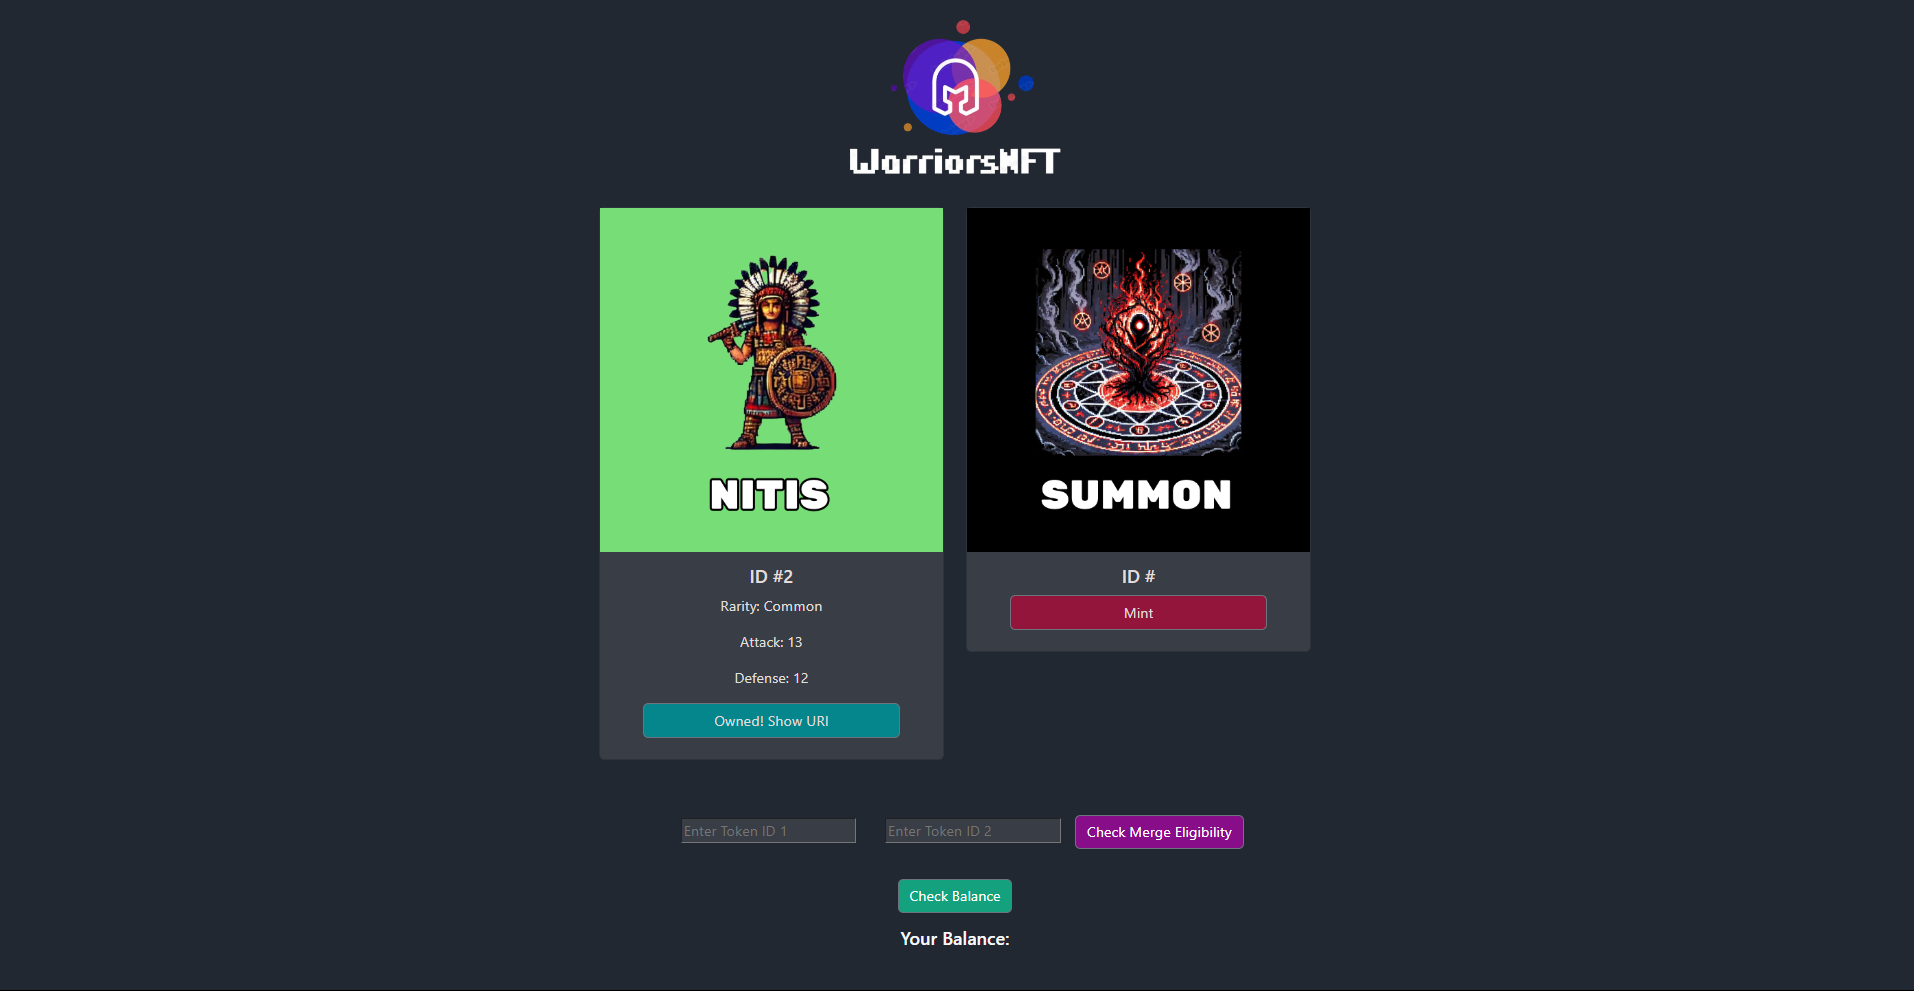 WarriorsNFT
NITIS
ID #2
Rarity: Common
Attack: 13
Defense: 12
Owned! Show URI
SUMMON
ID #
Mint
Enter Token ID 1
Enter Token ID 2
Check Merge Eligibility
Check Balance
Your Balance: